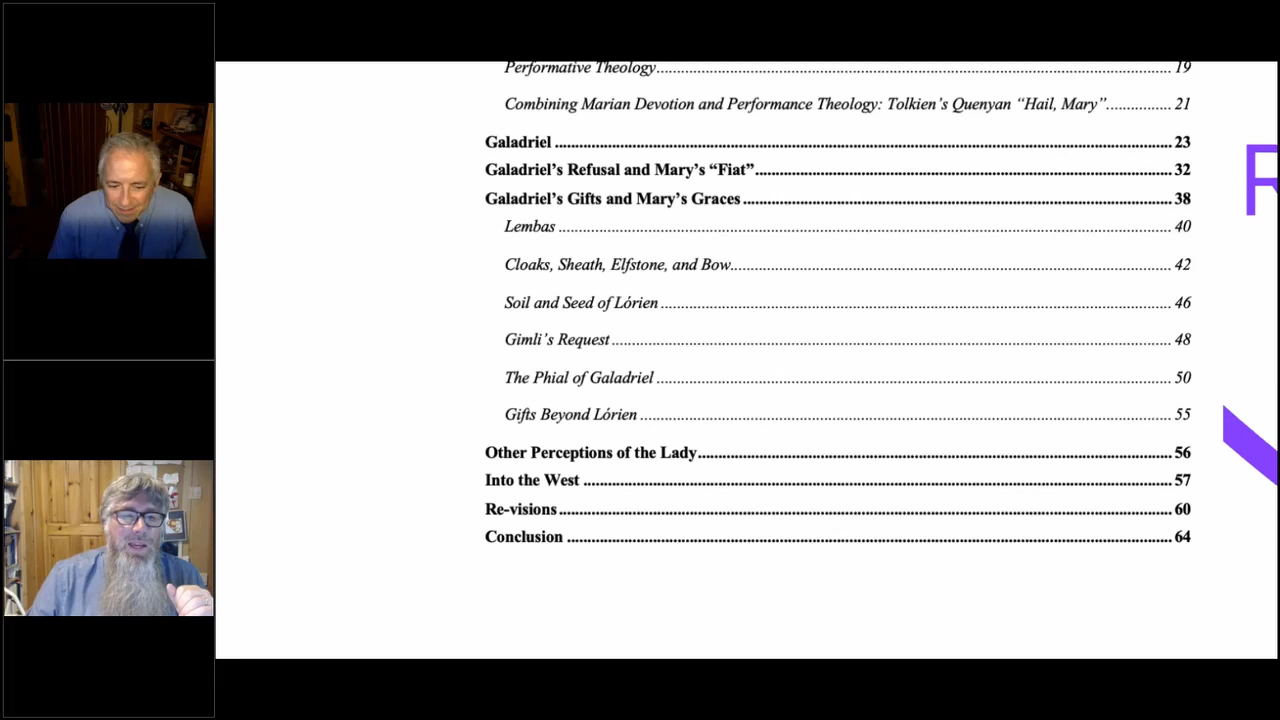 Performative Theology........................................................................................................ 19
Combining Marian Devotion and Performance Theology: Tolkien’s Quenyan “Hail, Mary”............... 21
Galadriel ........................................................................................................................ 23
Galadriel’s Refusal and Mary’s “Fiat”................................................................................ 32
Galadriel’s Gifts and Mary’s Graces ................................................................................... 38
Lembas ........................................................................................................................ 40
Cloaks, Sheath, Elfstone, and Bow..................................................................................... 42
Soil and Seed of Lórien ..................................................................................................... 46
Gimli’s Request ............................................................................................................... 48
The Phial of Galadriel ...................................................................................................... 50
Gifts Beyond Lórien ......................................................................................................... 55
Other Perceptions of the Lady............................................................................................ 56
Into the West ................................................................................................................... 57
Re-visions ........................................................................................................................ 60
Conclusion ...................................................................................................................... 64
R